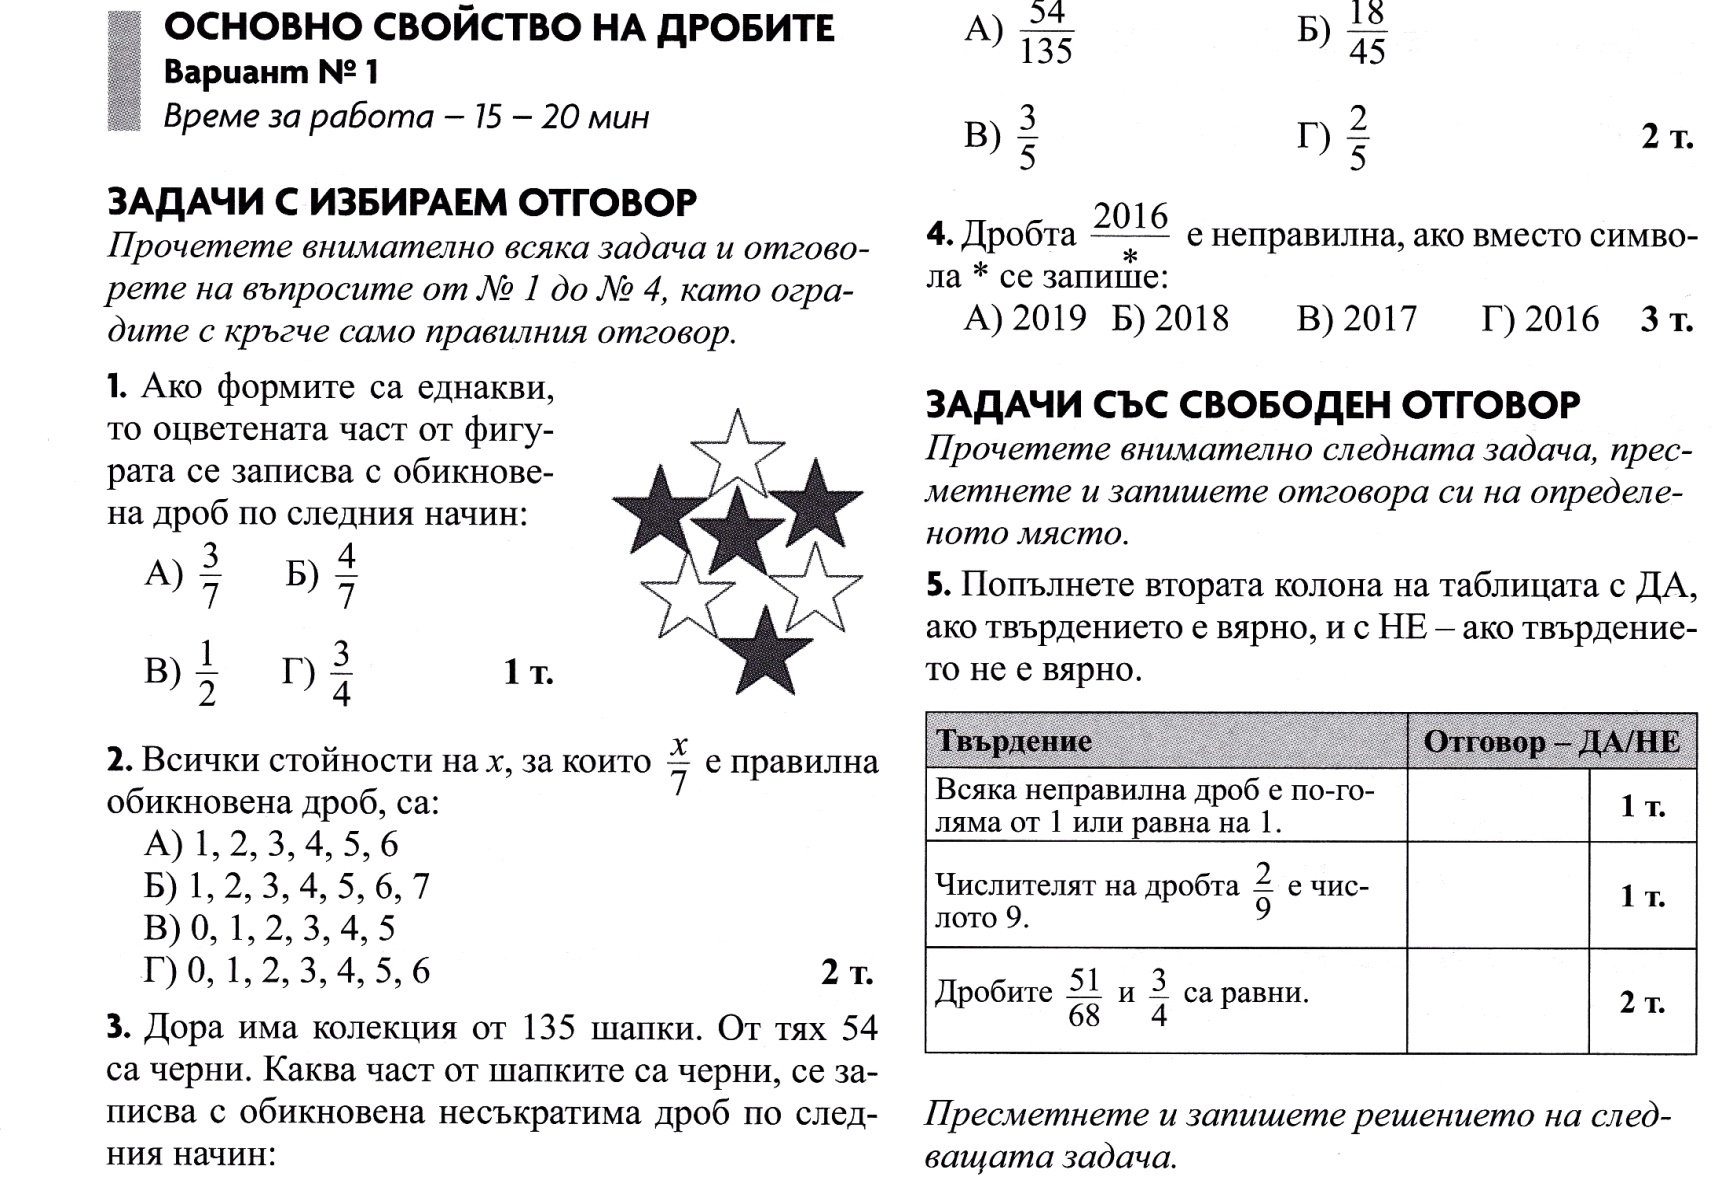 ОСНОВНО СВОЙСТВО НА ДРОБИТЕ
Вариант № 1
Време за работа – 15 – 20 мин
ЗАДАЧИ С ИЗБИРАЕМ ОТГОВОР
Прочетете внимателно всяка задача и отгово-
рете на въпросите от № 1 до № 4, като огра-
дите с кръгче само правилния отговор.
1. Ако формите са еднакви,
то оцветената част от фигу-
рата се записва с обикнове-
на дроб по следния начин:
А) 3/7 Б) 4/7
В) 1/2 Г) 3/4 1 т.
2. Всички стойности на x, за които x/7 е правилна
обикновена дроб, са:
А) 1, 2, 3, 4, 5, 6
Б) 1, 2, 3, 4, 5, 6, 7
В) 0, 1, 2, 3, 4, 5
Г) 0, 1, 2, 3, 4, 5, 6 2 т.
3. Дора има колекция от 135 шапки. От тях 54
са черни. Каква част от шапките са черни, се за-
писва с обикновена несъкратима дроб по след-
ния начин:
А) 54/135 Б) 18/45
В) 3/5 Г) 2/5 2 т.
4. Дробта 2016/* е неправилна, ако вместо симво-
ла * се запише:
А) 2019 Б) 2018 В) 2017 Г) 2016 3 т.
ЗАДАЧИ СЪС СВОБОДЕН ОТГОВОР
Прочетете внимателно следната задача, прес-
метнете и запишете отговора си на определе-
ното място.
5. Попълнете втората колона на таблицата с ДА,
ако твърдението е вярно, и с НЕ – ако твърдение-
то не е вярно.
Твърдение Отговор – ДА/НЕ
Всяка неправилна дроб е по-го-
ляма от 1 или равна на 1. 1 т.
Числителят на дробта 2/9 е чис-
лото 9. 1 т.
Дробите 51/68 и 3/4 са равни. 2 т.
Пресметнете и запишете решението на след-
ващата задача.